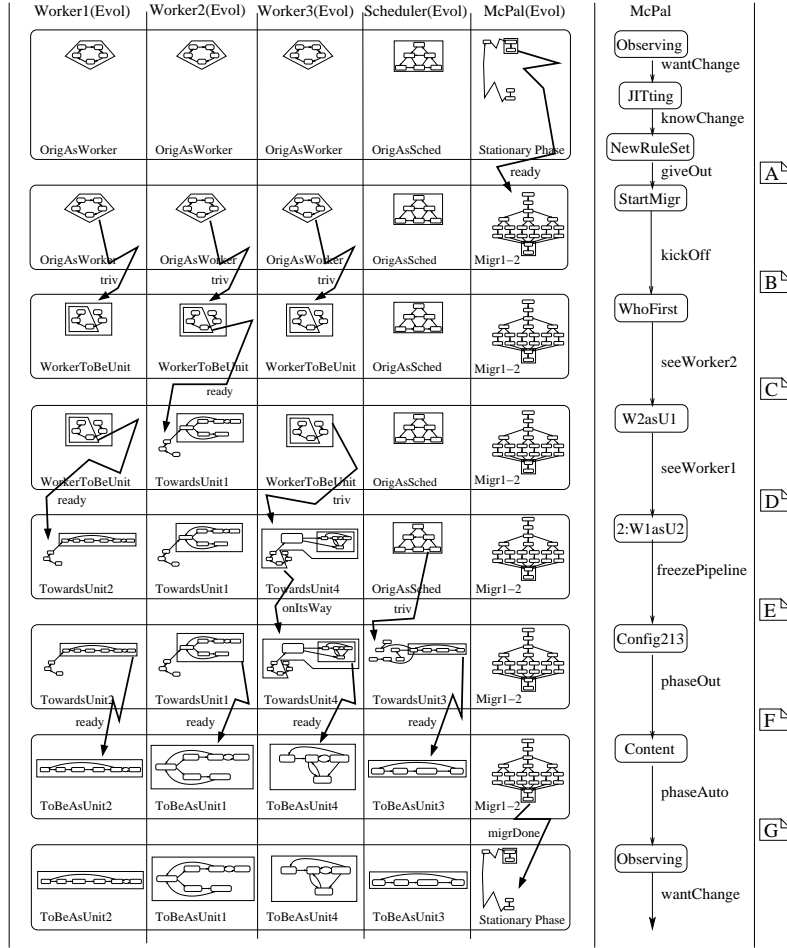 Worker1(Evol) Worker2(Evol) Worker3(Evol) Scheduler(Evol) McPal(Evol) McPal
Observing
wantChange
JITting
knowChange
OrigAsWorker OrigAsWorker OrigAsWorker OrigAsSched Stationary Phase NewRuleSet
ready giveOut A
StartMigr
OrigAsWorker OrigAsWorker OrigAsWorker OrigAsSched Migr1–2 kickOff
triv triv triv B
WhoFirst
WorkerToBeUnit WorkerToBeUnit WorkerToBeUnit OrigAsSched Migr1–2 seeWorker2
ready C
W2asU1
WorkerToBeUnit TowardsUnit1 WorkerToBeUnit OrigAsSched Migr1–2 seeWorker1
ready triv D
2:W1asU2
TowardsUnit2 TowardsUnit1 TowardsUnit4 OrigAsSched Migr1–2 freezePipeline
onItsWay triv E
Config213
TowardsUnit2 TowardsUnit1 TowardsUnit4 TowardsUnit3 Migr1–2 phaseOut
ready ready ready ready F
Content
ToBeAsUnit2 ToBeAsUnit1 ToBeAsUnit4 ToBeAsUnit3 Migr1–2 phaseAuto
migrDone G
Observing
wantChange
ToBeAsUnit2 ToBeAsUnit1 ToBeAsUnit4 ToBeAsUnit3 Stationary Phase